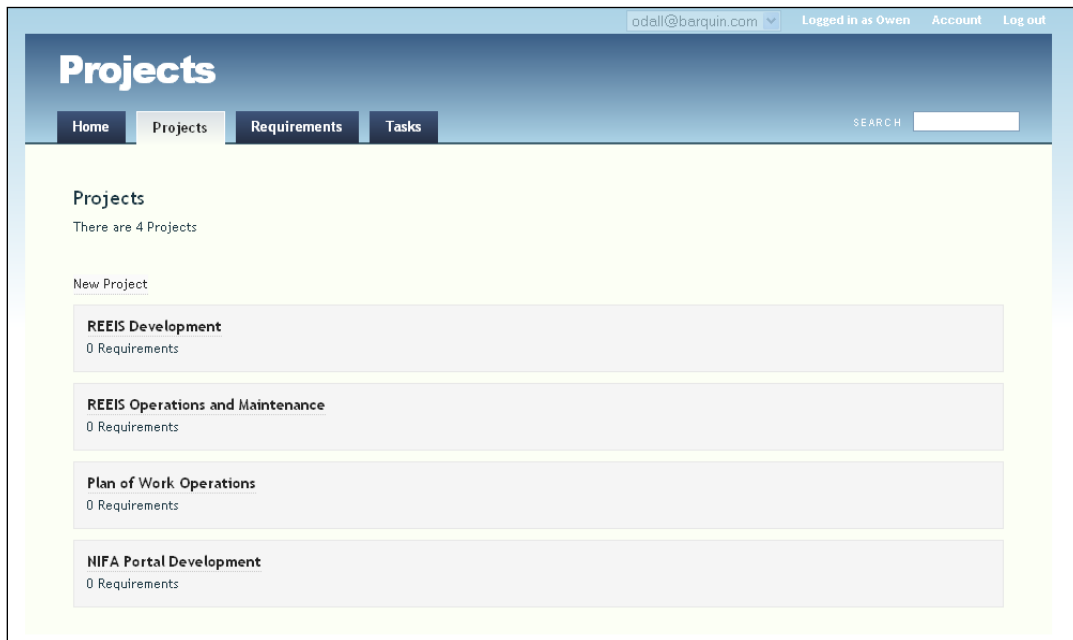 odall@barquin.com Logged in as Owen Account Log out
Projects
Home Projects Requirements Tasks SEARCH
Projects
There are 4 Projects
New Project
REEIS Development
0 Requirements
REEIS Operations and Maintenance
0 Requirements
Plan of Work Operations
0 Requirements
NIFA Portal Development
0 Requirements